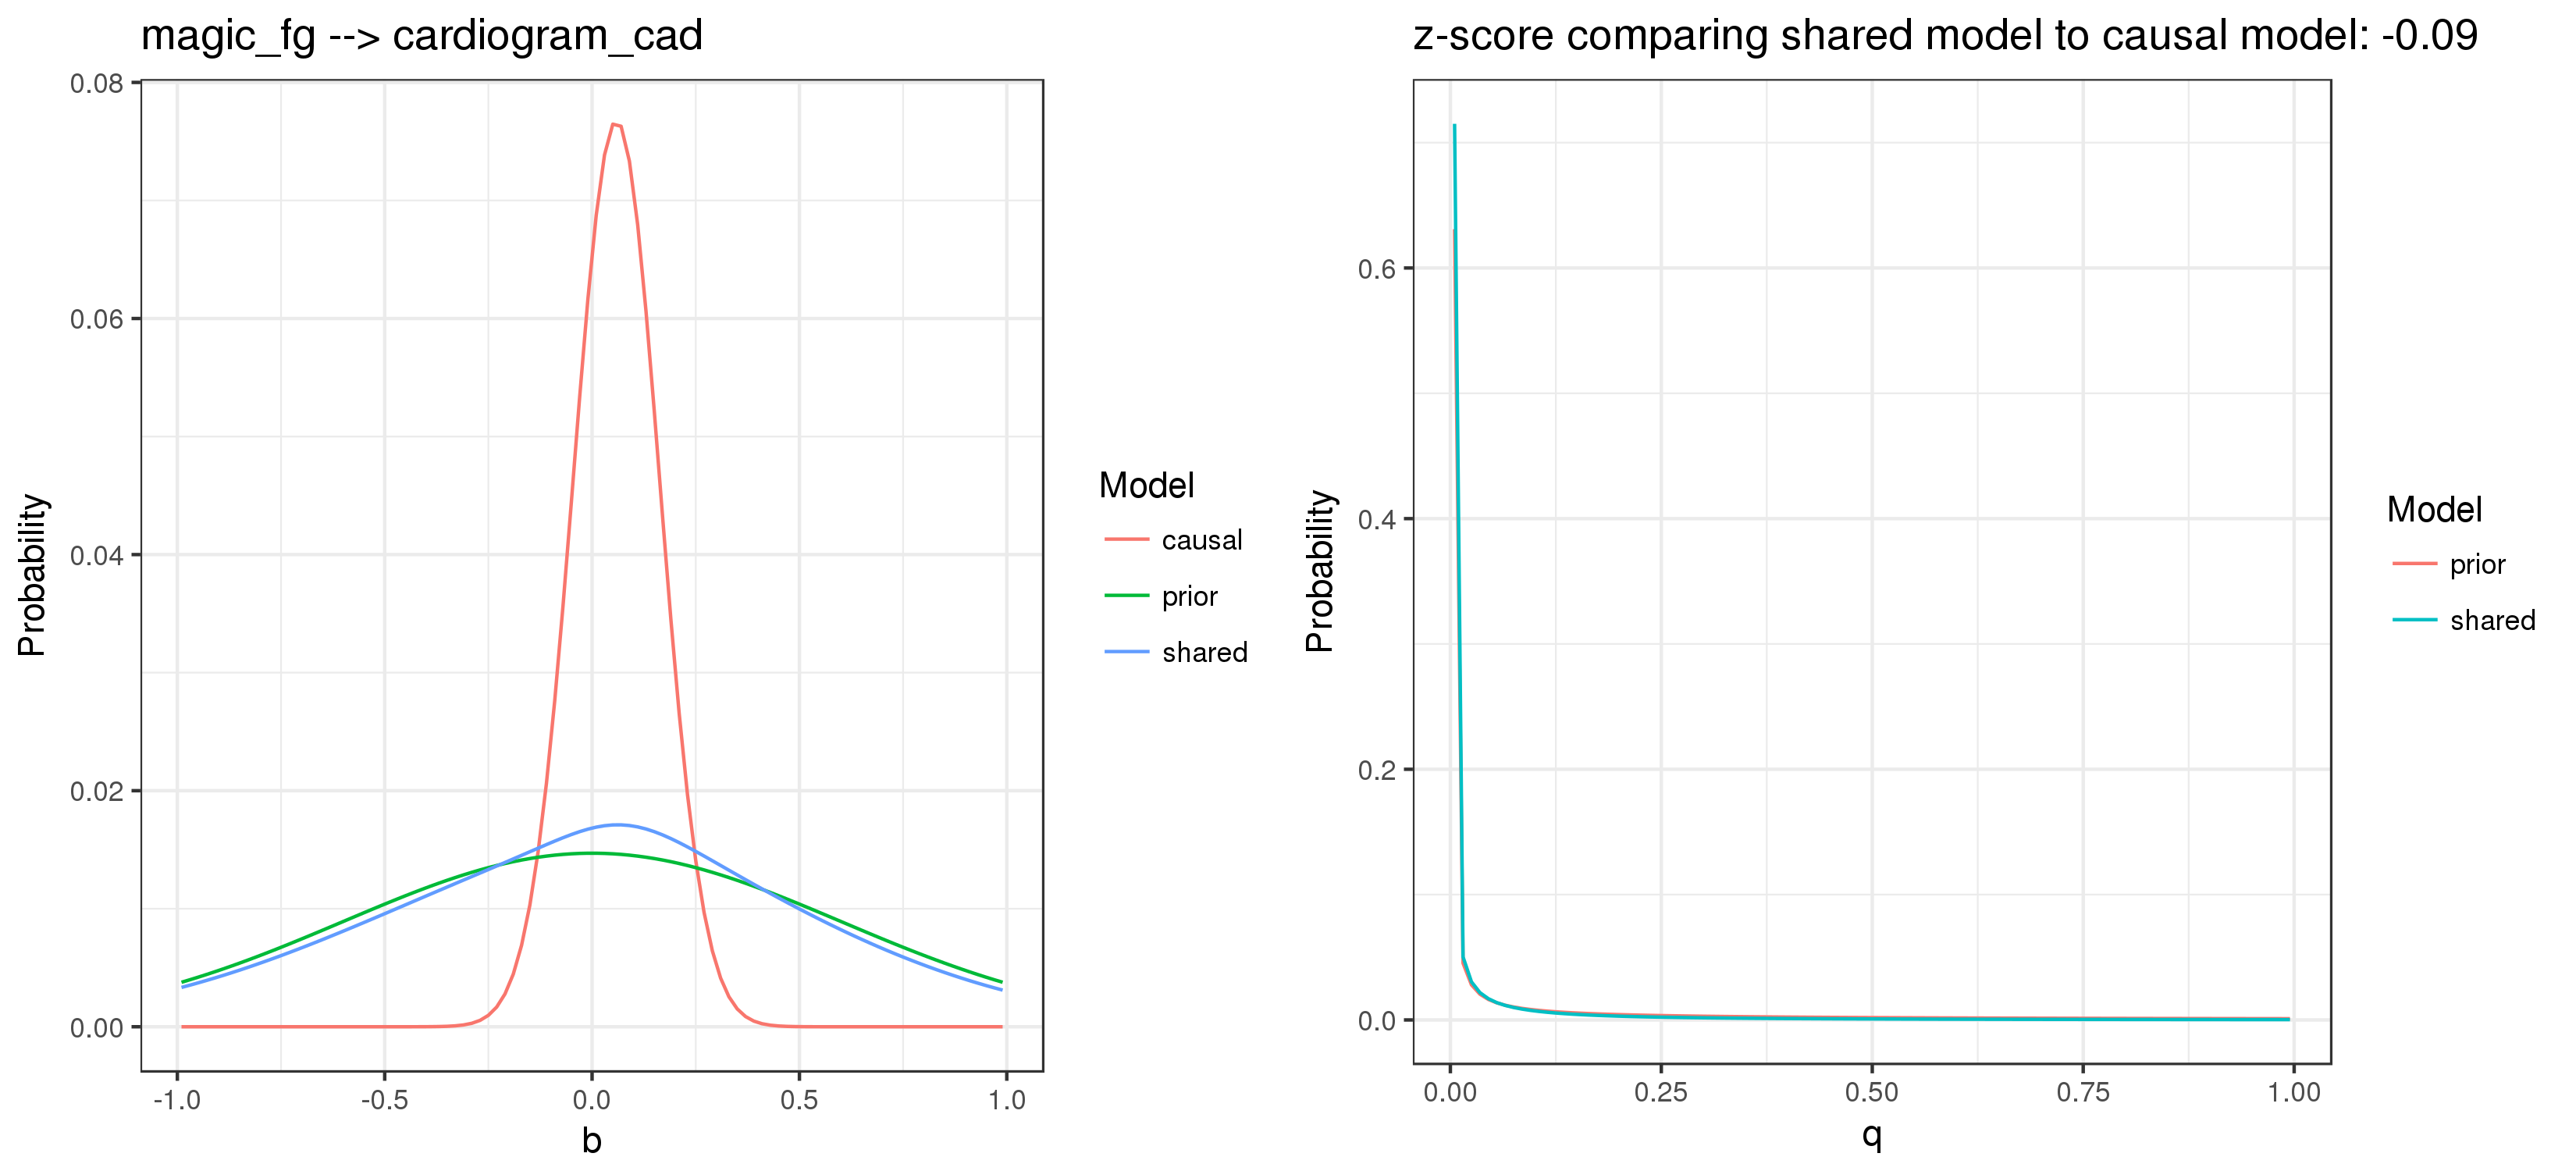 magic_fg --> cardiogram_cad
0.08
0.06
0.04
0.02
0.00
Probability
-1.0 -0.5 0.0 0.5 1.0
b
Model
causal
prior
shared
z-score comparing shared model to causal model: -0.09
0.6
0.4
0.2
0.0
Probability
0.00 0.25 0.50 0.75 1.00
q
Model
prior
shared